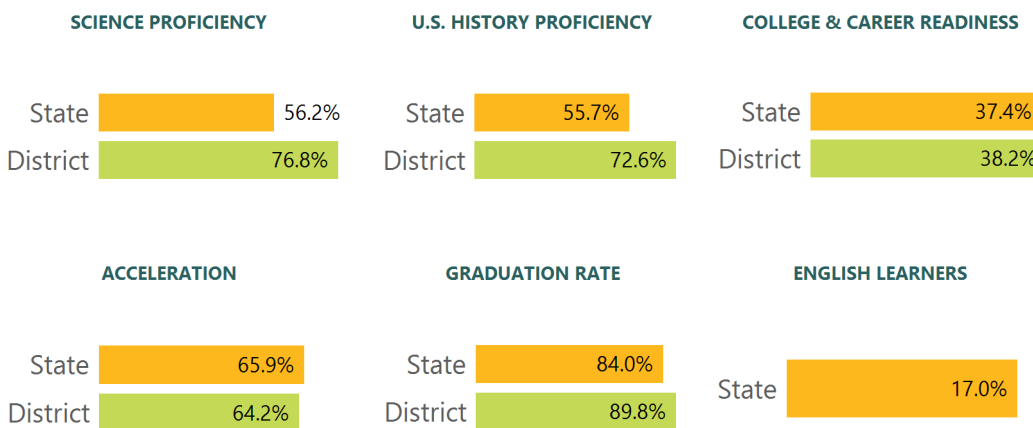 SCIENCE PROFICIENCY
State 56.2%
District 76.8%
U.S. HISTORY PROFICIENCY
State 55.7%
District 72.6%
COLLEGE & CAREER READINESS
State 37.4%
District 38.2%
ACCELERATION
State 65.9%
District 64.2%
GRADUATION RATE
State 84.0%
District 89.8%
ENGLISH LEARNERS
State 17.0%